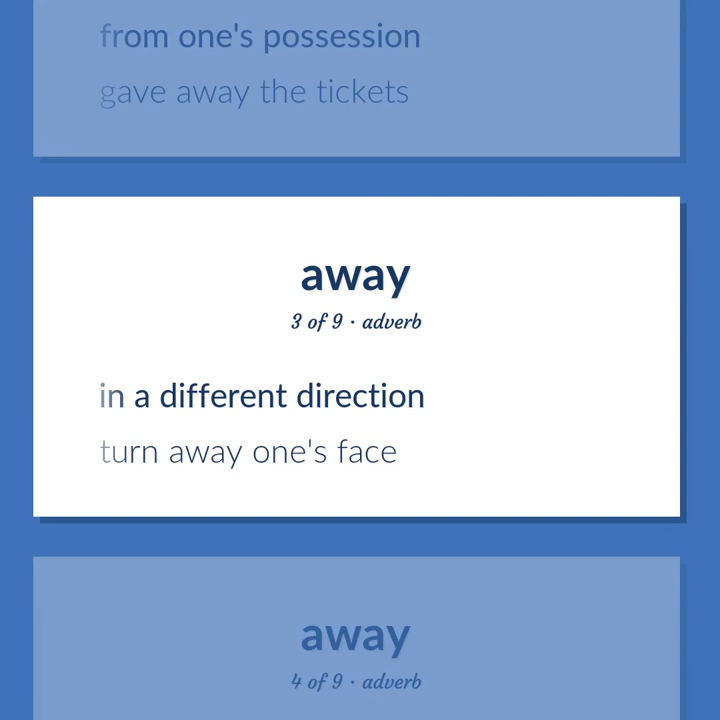 from one's possession
gave away the tickets
away
3 of 9 · adverb
in a different direction
turn away one's face
away
4 of 9 · adverb